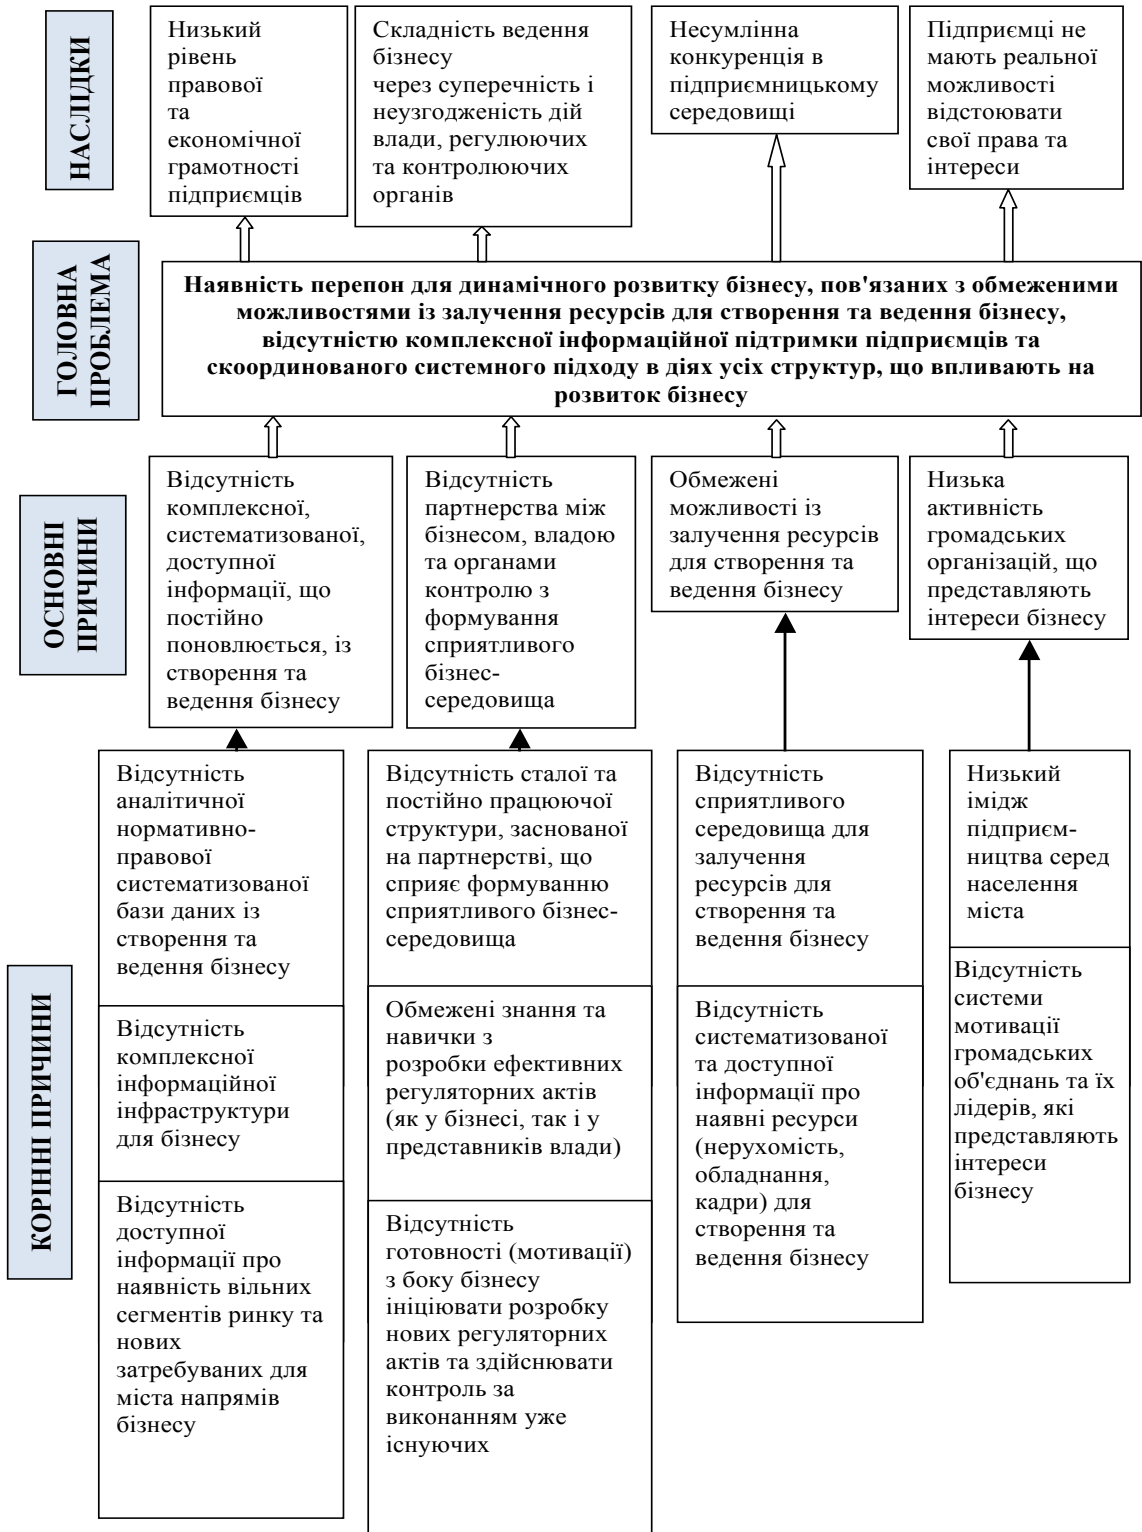 НАСЛІДКИ
Низький
рівень
правової
та
економічної
грамотності
підприємців
Складність ведення
бізнесу
через суперечність і
неузгодженість дій
влади, регулюючих
та контролюючих
органів
Несумлінна
конкуренція в
підприємницькому
середовищі
Підприємці не
мають реальної
можливості
відстоювати
свої права та
інтереси
ГОЛОВНА
ПРОБЛЕМА
Наявність перепон для динамічного розвитку бізнесу, пов'язаних з обмеженими
можливостями із залучення ресурсів для створення та ведення бізнесу,
відсутністю комплексної інформаційної підтримки підприємців та
скоординованого системного підходу в діях усіх структур, що впливають на
розвиток бізнесу
ОСНОВНІ
ПРИЧИНИ
Відсутність
комплексної,
систематизованої,
доступної
інформації, що
постійно
поновлюється, із
створення та
ведення бізнесу
Відсутність
партнерства між
бізнесом, владою
та органами
контролю з
формування
сприятливого
бізнес-
середовища
Обмежені
можливості із
залучення ресурсів
для створення та
ведення бізнесу
Низька
активність
громадських
організацій, що
представляють
інтереси бізнесу
КОРІННІ ПРИЧИНИ
Відсутність
аналітичної
нормативно-
правової
систематизованої
бази даних із
створення та
ведення бізнесу
Відсутність
комплексної
інформаційної
інфраструктури
для бізнесу
Відсутність
доступної
інформації про
наявність вільних
сегментів ринку та
нових
затребуваних для
міста напрямів
бізнесу
Відсутність сталої та
постійно працюючої
структури, заснованої
на партнерстві, що
сприяє формуванню
сприятливого бізнес-
середовища
Обмежені знання та
навички з
розробки ефективних
регуляторних актів
(як у бізнесі, так і у
представників влади)
Відсутність
готовності (мотивації)
з боку бізнесу
ініціювати розробку
нових регуляторних
актів та здійснювати
контроль за
виконанням уже
існуючих
Відсутність
сприятливого
середовища для
залучення
ресурсів для
створення та
ведення бізнесу
Відсутність
систематизованої
та доступної
інформації про
наявні ресурси
(нерухомість,
обладнання,
кадри) для
створення та
ведення бізнесу
Низький
імідж
підприєм-
ництва серед
населення
міста
Відсутність
системи
мотивації
громадських
об'єднань та їх
лідерів, які
представляють
інтереси
бізнесу